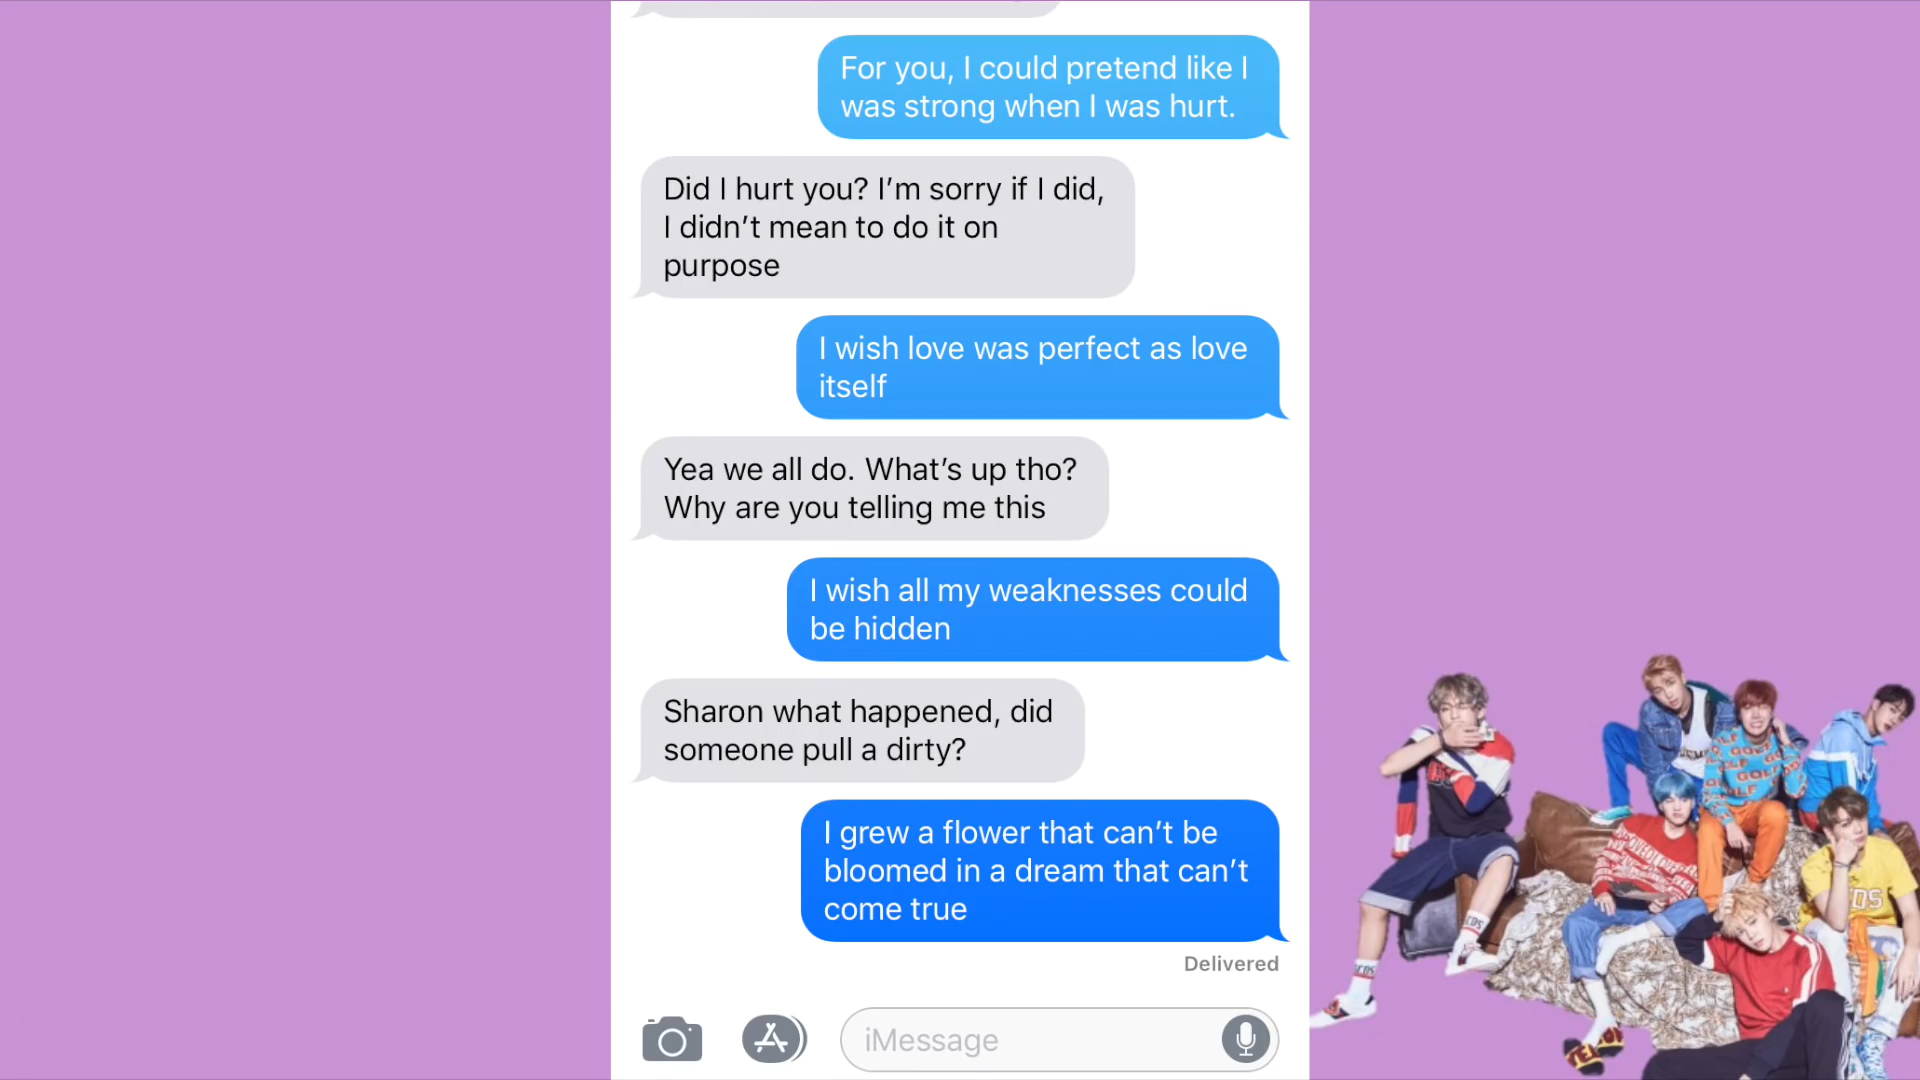 For you, I could pretend like I
was strong when I was hurt.
Did I hurt you? I'm sorry if I did,
I didn't mean to do it on
purpose
I wish love was perfect as love
itself
Yea we all do. What's up tho?
Why are you telling me this
I wish all my weaknesses could
be hidden
Sharon what happened, did
someone pull a dirty?
I grew a flower that can't be
bloomed in a dream that can't
come true
Delivered
iMessage